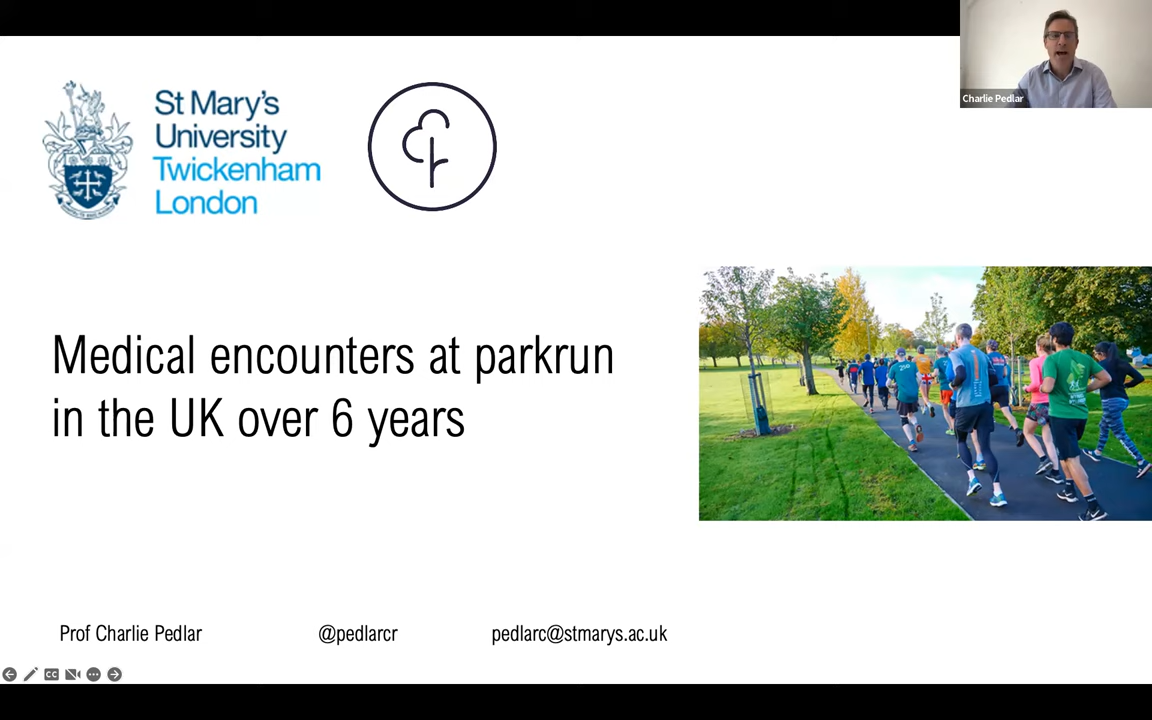 Charlie Pedlar
St Mary's
University
Twickenham
London
Medical encounters at parkrun
in the UK over 6 years
Prof Charlie Pedlar
@pedlarcr
pedlarc@stmarys.ac.uk
CC